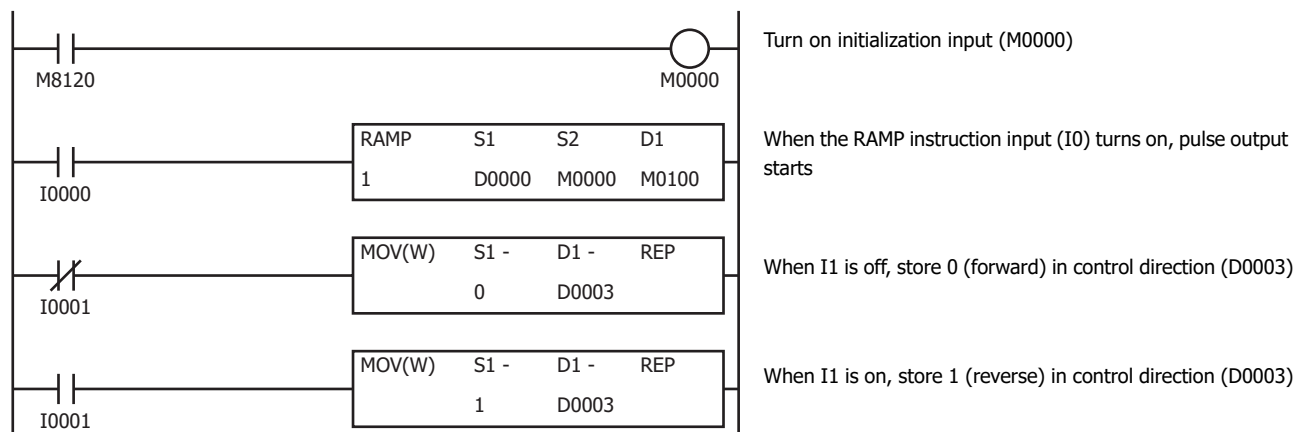 Turn on initialization input (M0000)
M8120 M0000
RAMP S1 S2 D1
1 D0000 M0000 M0100
When the RAMP instruction input (I0) turns on, pulse output
starts
I0000
MOV(W) S1 - D1 - REP
0 D0003
When I1 is off, store 0 (forward) in control direction (D0003)
I0001
MOV(W) S1 - D1 - REP
1 D0003
When I1 is on, store 1 (reverse) in control direction (D0003)
I0001